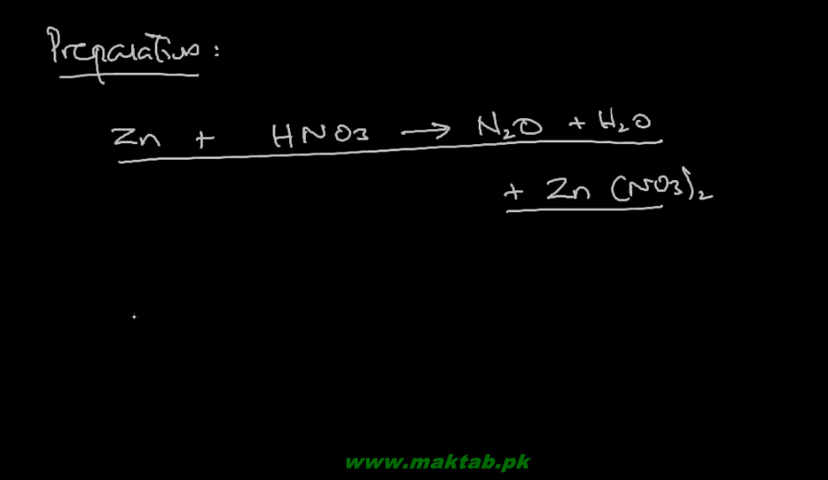 Preparation :
Zn + HNO3 → N₂O + H₂O
+ Zn (NO3)₂
www.maktab.pk